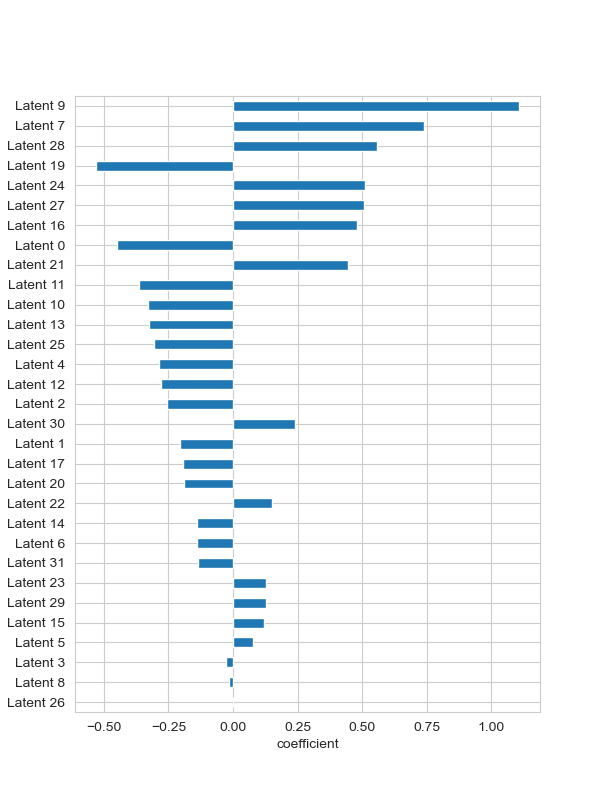 Latent 9
Latent 7
Latent 28
Latent 19
Latent 24
Latent 27
Latent 16
Latent 0
Latent 21
Latent 11
Latent 10
Latent 13
Latent 25
Latent 4
Latent 12
Latent 2
Latent 30
Latent 1
Latent 17
Latent 20
Latent 22
Latent 14
Latent 6
Latent 31
Latent 23
Latent 29
Latent 15
Latent 5
Latent 3
Latent 8
Latent 26
−0.50 −0.25 0.00 0.25 0.50 0.75 1.00
coefficient